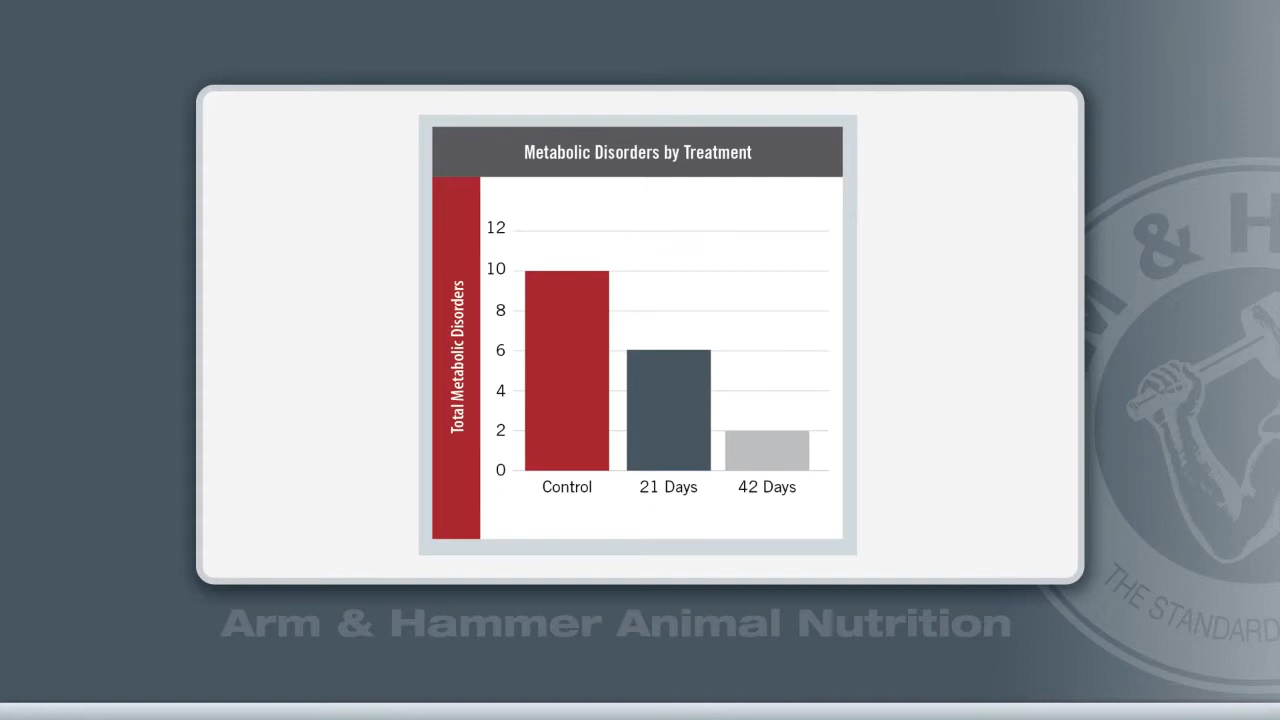 Metabolic Disorders by Treatment
Total Metabolic Disorders
12
10
8
6
4
2
0
Control 21 Days 42 Days
Arm & Hammer Animal Nutrition
& H
THE STANDARD